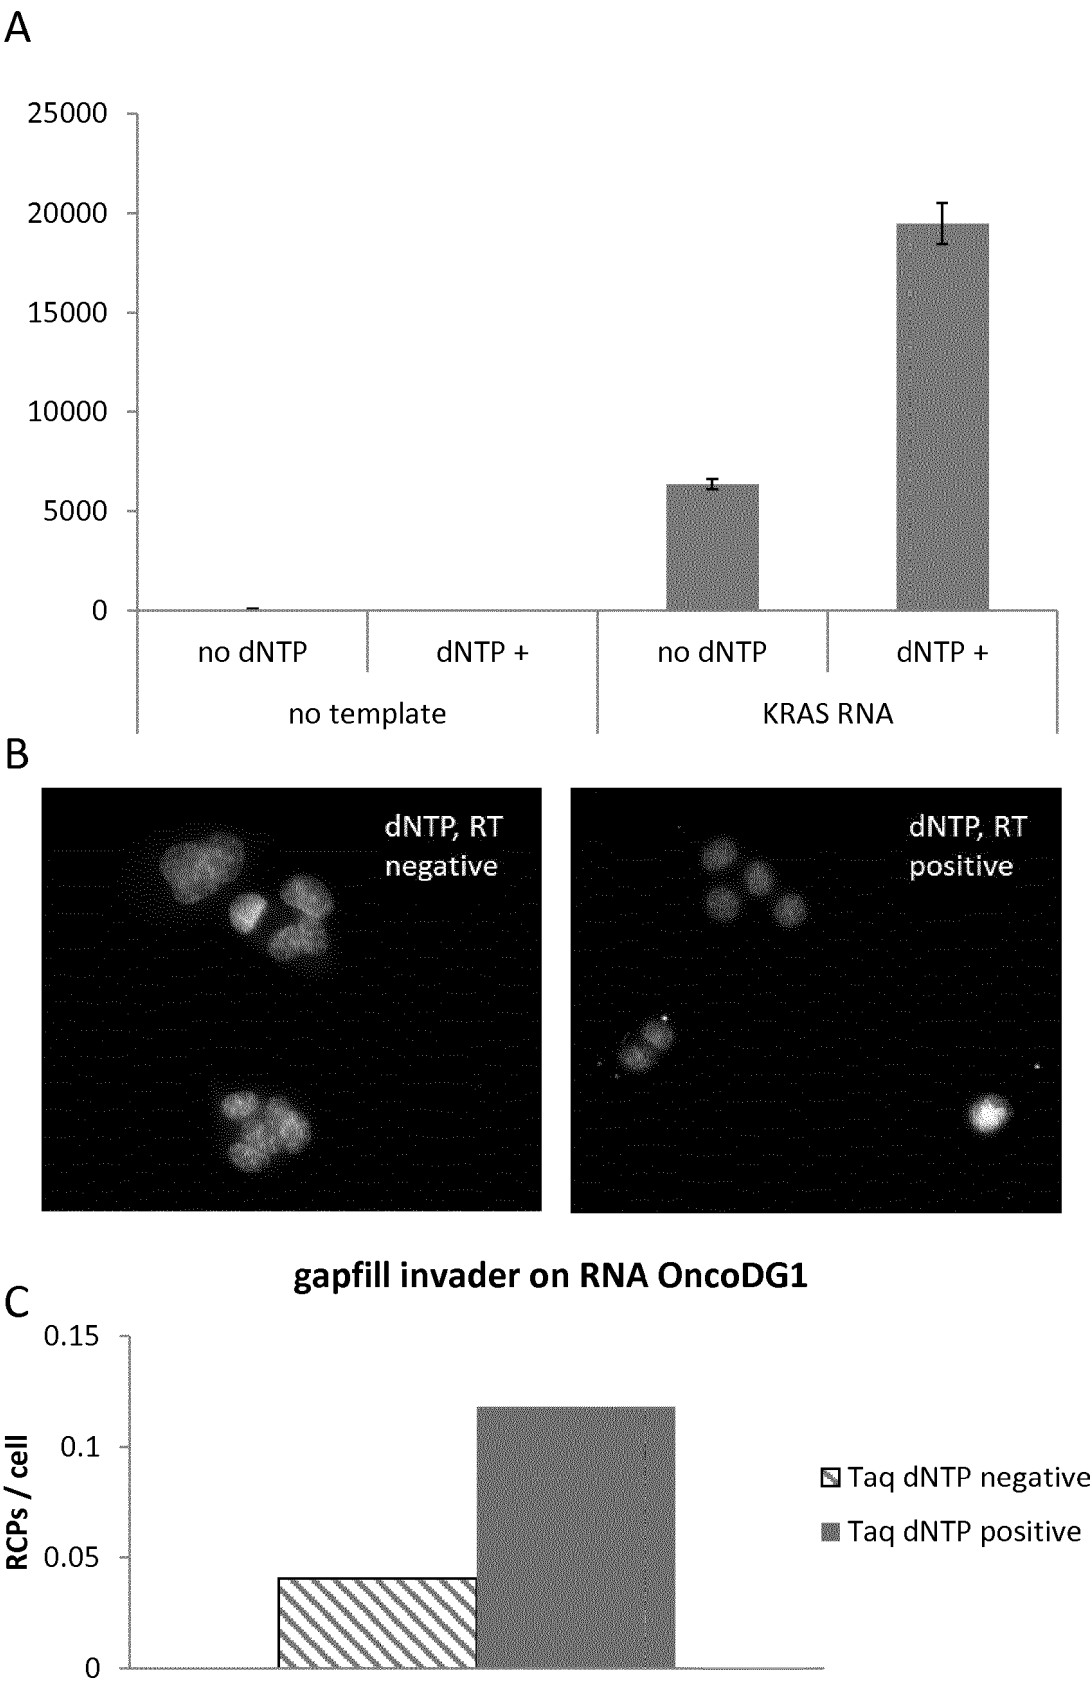 A
25000
20000
15000
10000
5000
0
no dNTP
dNTP +
no dNTP
dNTP +
no template
KRAS RNA
B
dNTP, RT
negative
dNTP, RT
positive
gapfill invader on RNA OncoDG1
C
0.15
0.1
0.05
0
RCPs / cell
Taq dNTP negative
Taq dNTP positive